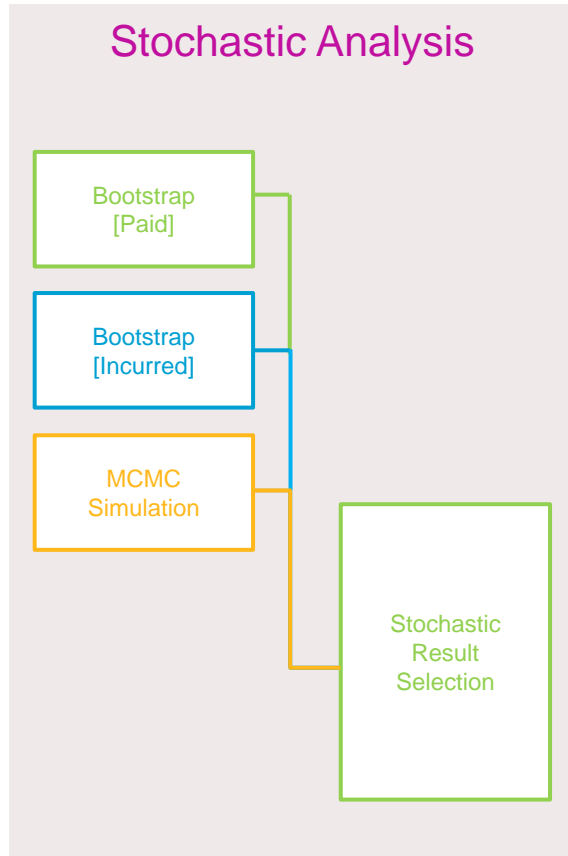 Stochastic Analysis
Bootstrap
[Paid]
Bootstrap
[Incurred]
MCMC
Simulation
Stochastic
Result
Selection